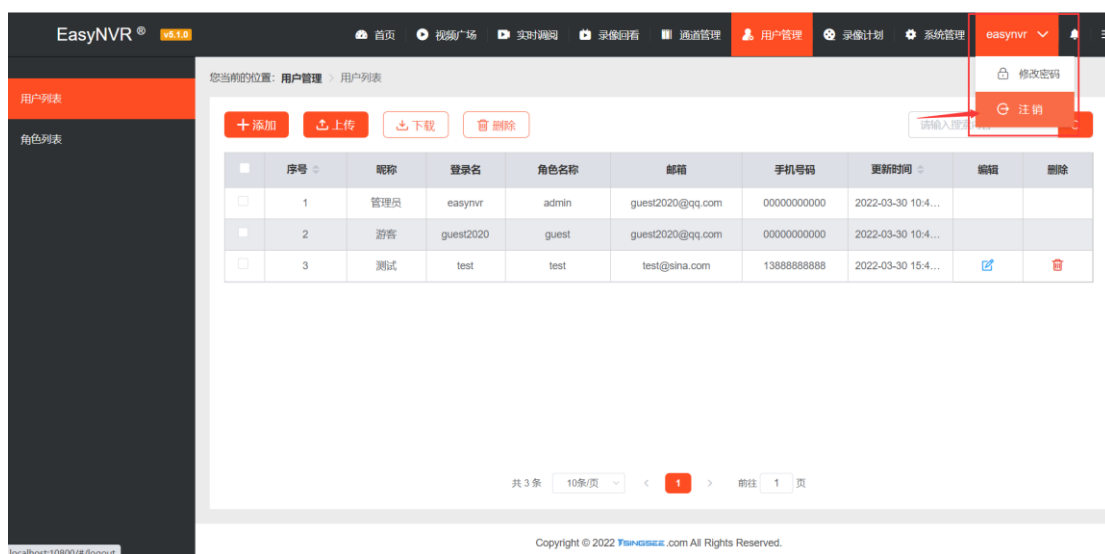 EasyNVR ® v5.1.0 首页 视频广场 实时调阅 录像回看 通道管理 用户管理 录像计划 系统管理 easynvr
用户列表
角色列表
您当前的位置: 用户管理 > 用户列表
修改密码
注销
添加 上传 下载 删除 请输入搜索
序号 昵称 登录名 角色名称 邮箱 手机号码 更新时间 编辑 删除
1 管理员 easynvr admin guest2020@qq.com 00000000000 2022-03-30 10:4...
2 游客 guest2020 guest guest2020@qq.com 00000000000 2022-03-30 10:4...
3 测试 test test test@sina.com 13888888888 2022-03-30 15:4...
共 3 条 10条/页 < 1 > 前往 1 页
Copyright © 2022 TSINGSEE.com All Rights Reserved.
localhost:10800/#/logout